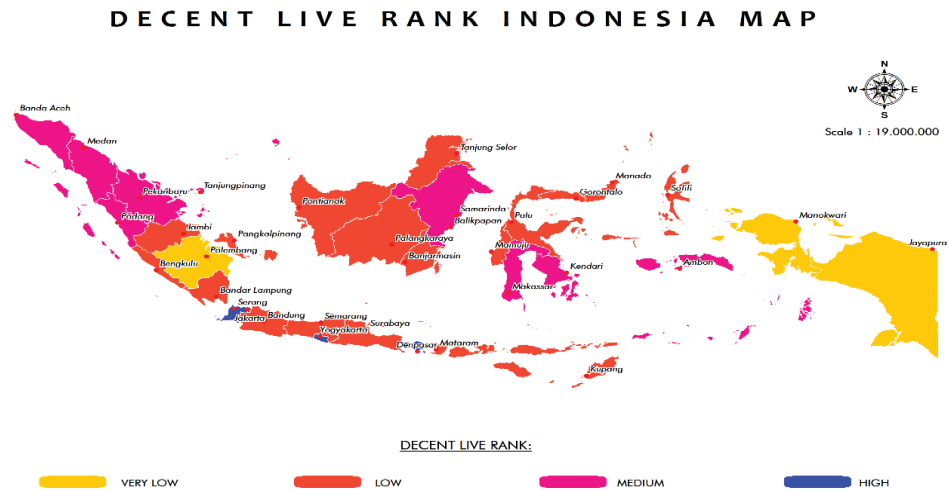 DECENT LIVE RANK INDONESIA MAP
N
W E
S
Scale 1 : 19.000.000
Banda Aceh
Medan
Tanjung Selor
Pekanbaru
Tanjungpinang
Manado
Gorontalo
Sofifi
Pontianak
Samarinda
Balikpapan
Padang
Palu
Manokwari
Jambi
Pangkalpinang
Palangkaraya
Mamuju
Jayapura
Palembang
Banjarmasin
Bengkulu
Ambon
Kendari
Makassar
Bandar Lampung
Serang
Jakarta
Bandung
Semarang
Surabaya
Yogyakarta
Denpasar
Mataram
Kupang
DECENT LIVE RANK:
VERY LOW
LOW
MEDIUM
HIGH